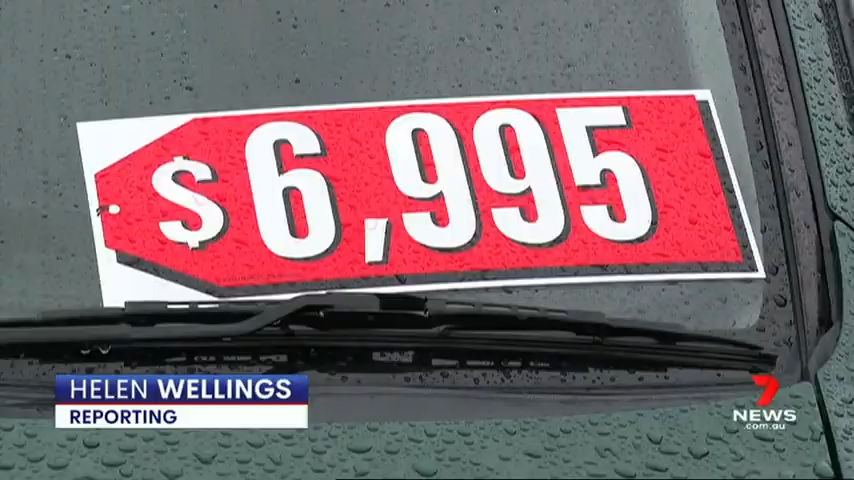 $6,995
HELEN WELLINGS
REPORTING
7
NEWS
.com.au